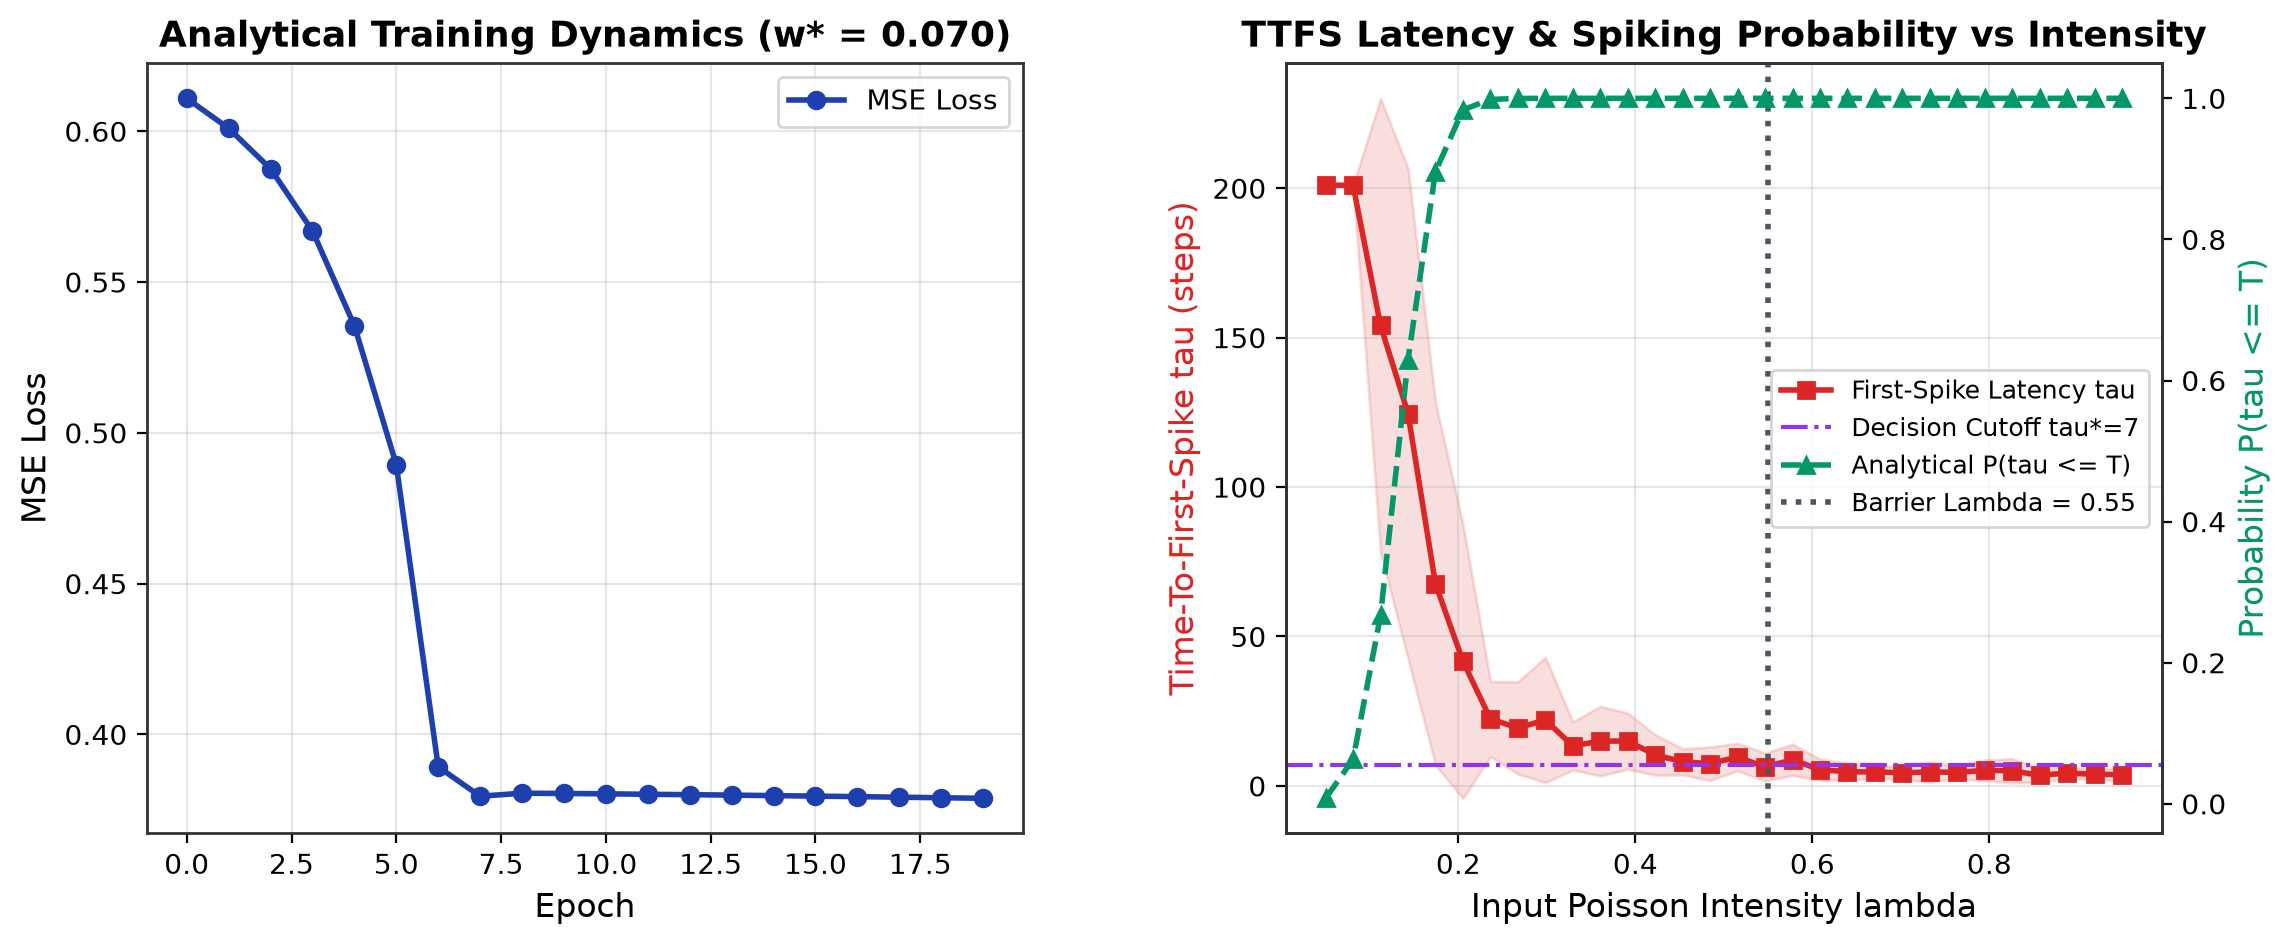 Analytical Training Dynamics (w* = 0.070)
MSE Loss
0.60
0.55
0.50
0.45
0.40
MSE Loss
0.0 2.5 5.0 7.5 10.0 12.5 15.0 17.5
Epoch
TTFS Latency & Spiking Probability vs Intensity
200
150
100
50
0
Time-To-First-Spike tau (steps)
First-Spike Latency tau
Decision Cutoff tau*=7
Analytical P(tau <= T)
Barrier Lambda = 0.55
1.0
0.8
0.6
0.4
0.2
0.0
Probability P(tau <= T)
0.2 0.4 0.6 0.8
Input Poisson Intensity lambda